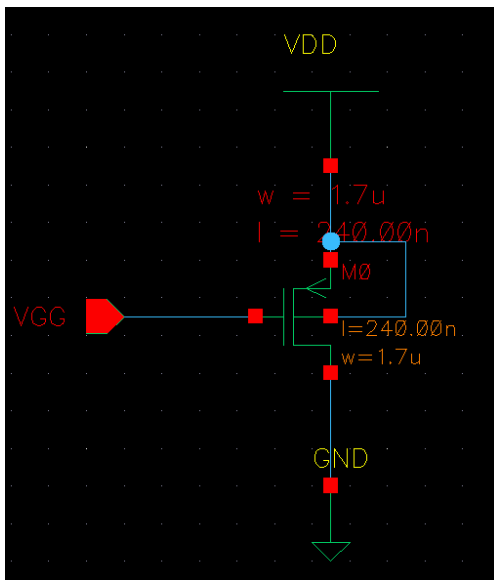 VDD
w = 1.7u
l = 240.00n
M0
VGG
l=240.00n
w=1.7u
GND